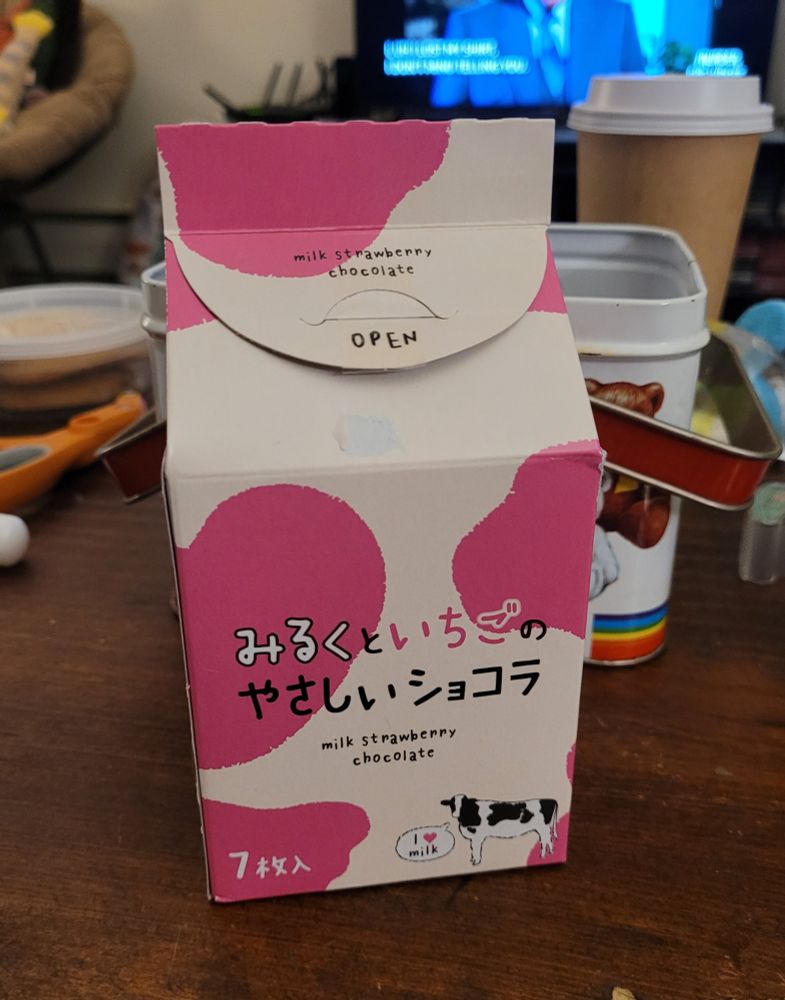 milk strawberry
chocolate
OPEN
みるくといちごの
やさしいショコラ
milk strawberry
chocolate
I ♥
milk
7枚入